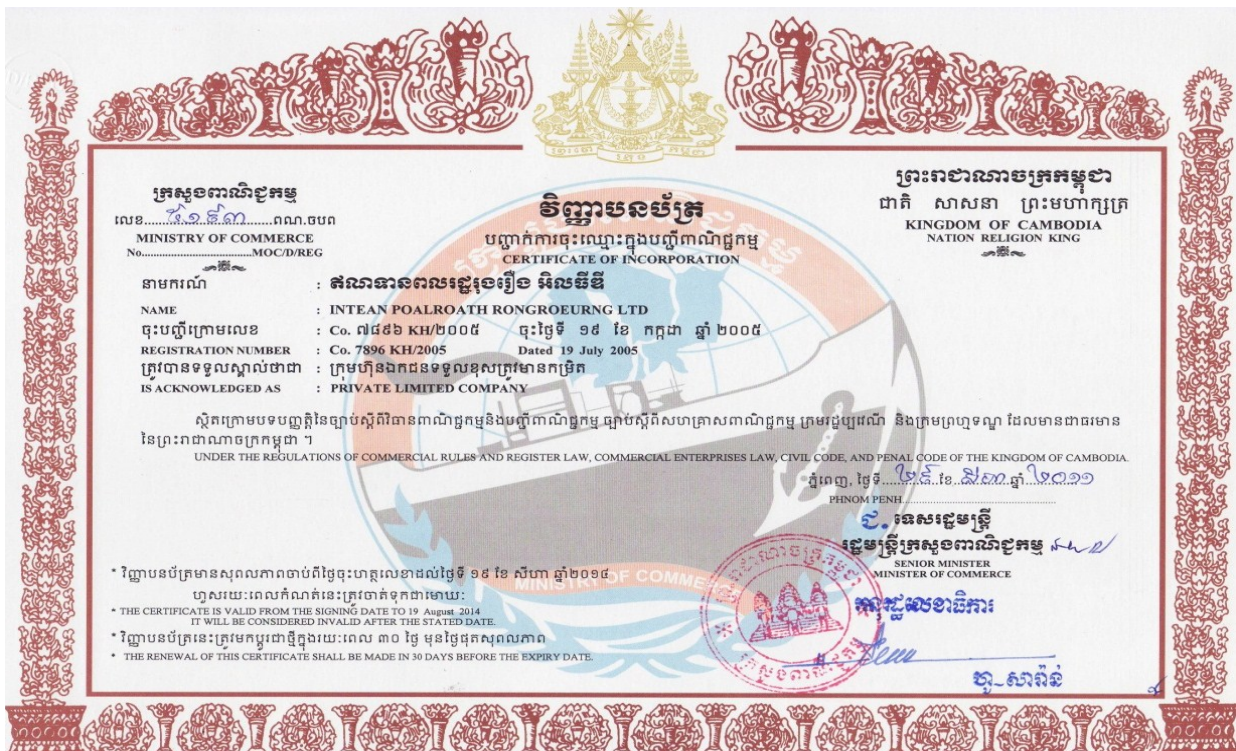 ព្រះរាជាណាចក្រកម្ពុជា
ជាតិ សាសនា ព្រះមហាក្សត្រ
KINGDOM OF CAMBODIA
NATION RELIGION KING
ក្រសួងពាណិជ្ជកម្ម
លេខ.......... ពណ.ចបព
MINISTRY OF COMMERCE
No..........MOC/D/REG
វិញ្ញាបនប័ត្រ
បញ្ជាក់ការចុះឈ្មោះក្នុងបញ្ជីពាណិជ្ជកម្ម
CERTIFICATE OF INCORPORATION
នាមករណ៍ : ឥណទានពលរដ្ឋរុងរឿង អិលធីឌី
NAME : INTEAN POALROATH RONGROEURNG LTD
ចុះបញ្ជីក្រោមលេខ : Co. ៧៨៩៦ KH/២០០៥ ចុះថ្ងៃទី ១៩ ខែ កក្កដា ឆ្នាំ ២០០៥
REGISTRATION NUMBER : Co. 7896 KH/2005 Dated 19 July 2005
ត្រូវបានទទួលស្គាល់ថាជា : ក្រុមហ៊ុនឯកជនទទួលខុសត្រូវមានកម្រិត
IS ACKNOWLEDGED AS : PRIVATE LIMITED COMPANY
ស្ថិតក្រោមបទបញ្ញត្តិនៃច្បាប់ស្តីពីវិធានពាណិជ្ជកម្មនិងបញ្ជីពាណិជ្ជកម្ម ច្បាប់ស្តីពីសហគ្រាសពាណិជ្ជកម្ម ក្រមរដ្ឋប្បវេណី និងក្រមព្រហ្មទណ្ឌ ដែលមានជាធរមាន
នៃព្រះរាជាណាចក្រកម្ពុជា ។
UNDER THE REGULATIONS OF COMMERCIAL RULES AND REGISTER LAW, COMMERCIAL ENTERPRISES LAW, CIVIL CODE, AND PENAL CODE OF THE KINGDOM OF CAMBODIA.
ភ្នំពេញ, ថ្ងៃទី.....ខែ.....ឆ្នាំ ២០១១
PHNOM PENH
ជ. ទេសរដ្ឋមន្ត្រី
រដ្ឋមន្ត្រីក្រសួងពាណិជ្ជកម្ម
SENIOR MINISTER
MINISTER OF COMMERCE
រដ្ឋលេខាធិការ
* វិញ្ញាបនប័ត្រមានសុពលភាពចាប់ពីថ្ងៃចុះហត្ថលេខាដល់ថ្ងៃទី ១៩ ខែ សីហា ឆ្នាំ២០១៤
ហួសរយៈពេលកំណត់នេះត្រូវចាត់ទុកជាមោឃៈ
* THE CERTIFICATE IS VALID FROM THE SIGNING DATE TO 19 August 2014
IT WILL BE CONSIDERED INVALID AFTER THE STATED DATE.
* វិញ្ញាបនប័ត្រនេះត្រូវមកប្តូរជាថ្មីក្នុងរយៈពេល ៣០ ថ្ងៃ មុនថ្ងៃផុតសុពលភាព
* THE RENEWAL OF THIS CERTIFICATE SHALL BE MADE IN 30 DAYS BEFORE THE EXPIRY DATE.
MINISTRY OF COMMERCE